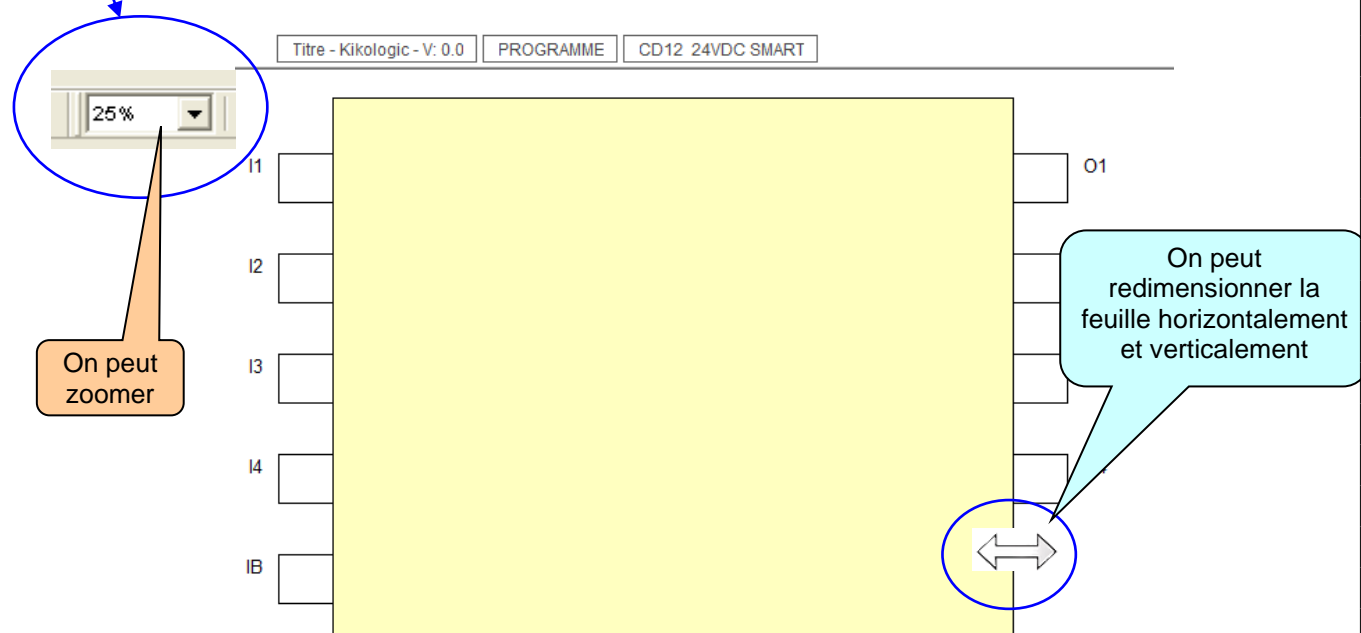 Titre - Kikologic - V: 0.0 PROGRAMME CD12 24VDC SMART
25%
I1
O1
I2
On peut
redimensionner la
feuille horizontalement
et verticalement
On peut
zoomer
I3
I4
IB